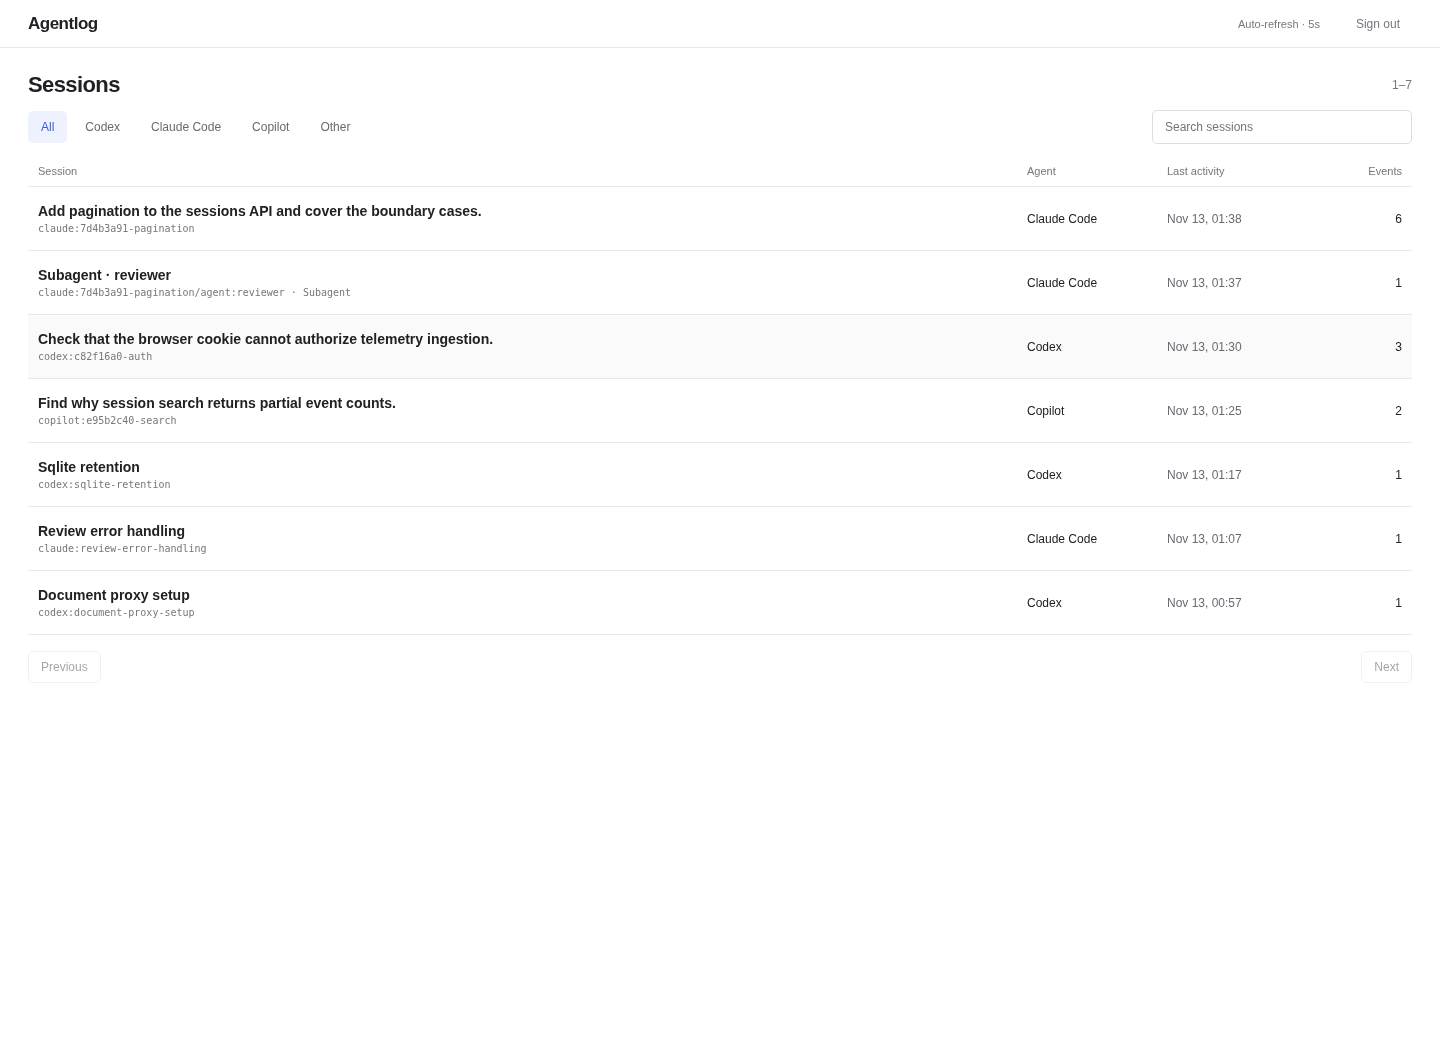 Agentlog
Auto-refresh · 5s
Sign out
Sessions
1–7
All
Codex
Claude Code
Copilot
Other
Search sessions
Session
Agent
Last activity
Events
Add pagination to the sessions API and cover the boundary cases.
claude:7d4b3a91-pagination
Claude Code
Nov 13, 01:38
6
Subagent · reviewer
claude:7d4b3a91-pagination/agent:reviewer · Subagent
Claude Code
Nov 13, 01:37
1
Check that the browser cookie cannot authorize telemetry ingestion.
codex:c82f16a0-auth
Codex
Nov 13, 01:30
3
Find why session search returns partial event counts.
copilot:e95b2c40-search
Copilot
Nov 13, 01:25
2
Sqlite retention
codex:sqlite-retention
Codex
Nov 13, 01:17
1
Review error handling
claude:review-error-handling
Claude Code
Nov 13, 01:07
1
Document proxy setup
codex:document-proxy-setup
Codex
Nov 13, 00:57
1
Previous
Next